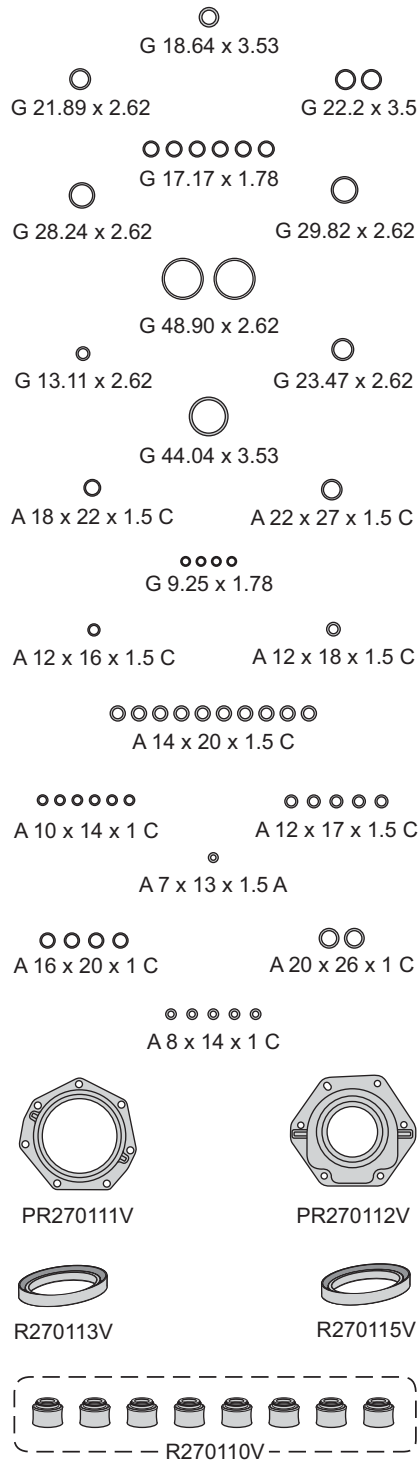 G 18.64 x 3.53
G 21.89 x 2.62
G 22.2 x 3.5
G 17.17 x 1.78
G 28.24 x 2.62
G 29.82 x 2.62
G 48.90 x 2.62
G 13.11 x 2.62
G 23.47 x 2.62
G 44.04 x 3.53
A 18 x 22 x 1.5 C
A 22 x 27 x 1.5 C
G 9.25 x 1.78
A 12 x 16 x 1.5 C
A 12 x 18 x 1.5 C
A 14 x 20 x 1.5 C
A 10 x 14 x 1 C
A 12 x 17 x 1.5 C
A 7 x 13 x 1.5 A
A 16 x 20 x 1 C
A 20 x 26 x 1 C
A 8 x 14 x 1 C
PR270111V
PR270112V
R270113V
R270115V
R270110V